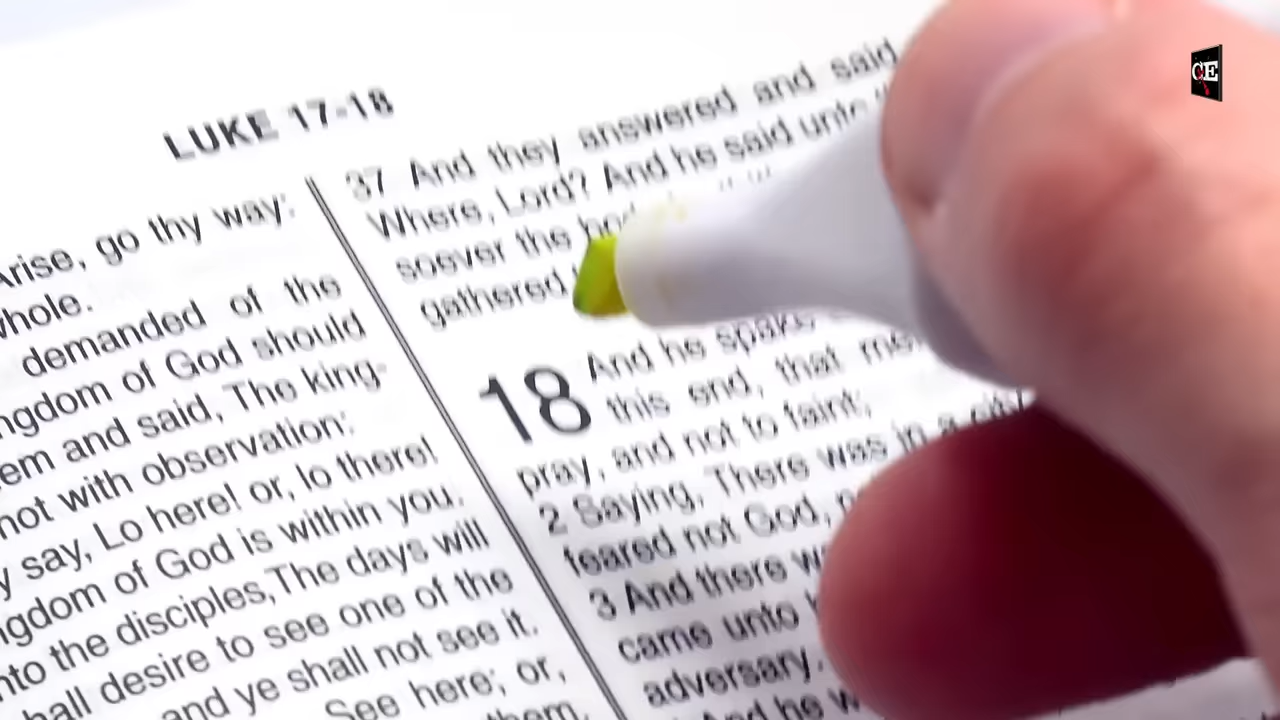 LUKE 17-18
Arise, go thy way:
whole.
demanded of the
ngdom of God should
em and said, The king-
not with observation:
y say, Lo here! or, lo there!
ngdom of God is within you.
nto the disciples, The days will
hall desire to see one of the
and ye shall not see it.
See here; or,
them.
37 And they answered and said
Where, Lord? And he said unto
soever the
gathered
18 And he spake
this end, that
pray, and not to faint;
2 Saying, There was in a city
feared not God,
3 And there
came unto
adversary.
And he
CE